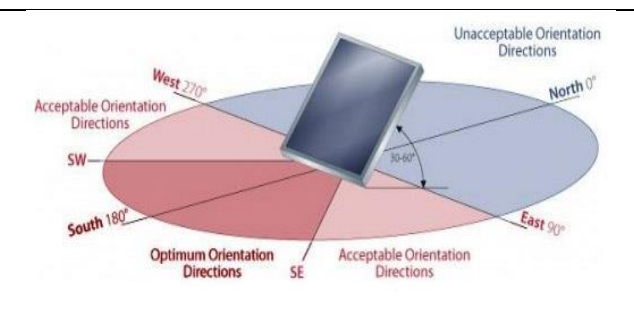 Unacceptable Orientation
Directions
West 270°
North 0°
Acceptable Orientation
Directions
30-60°
SW
South 180°
East 90°
Optimum Orientation
Directions
SE
Acceptable Orientation
Directions